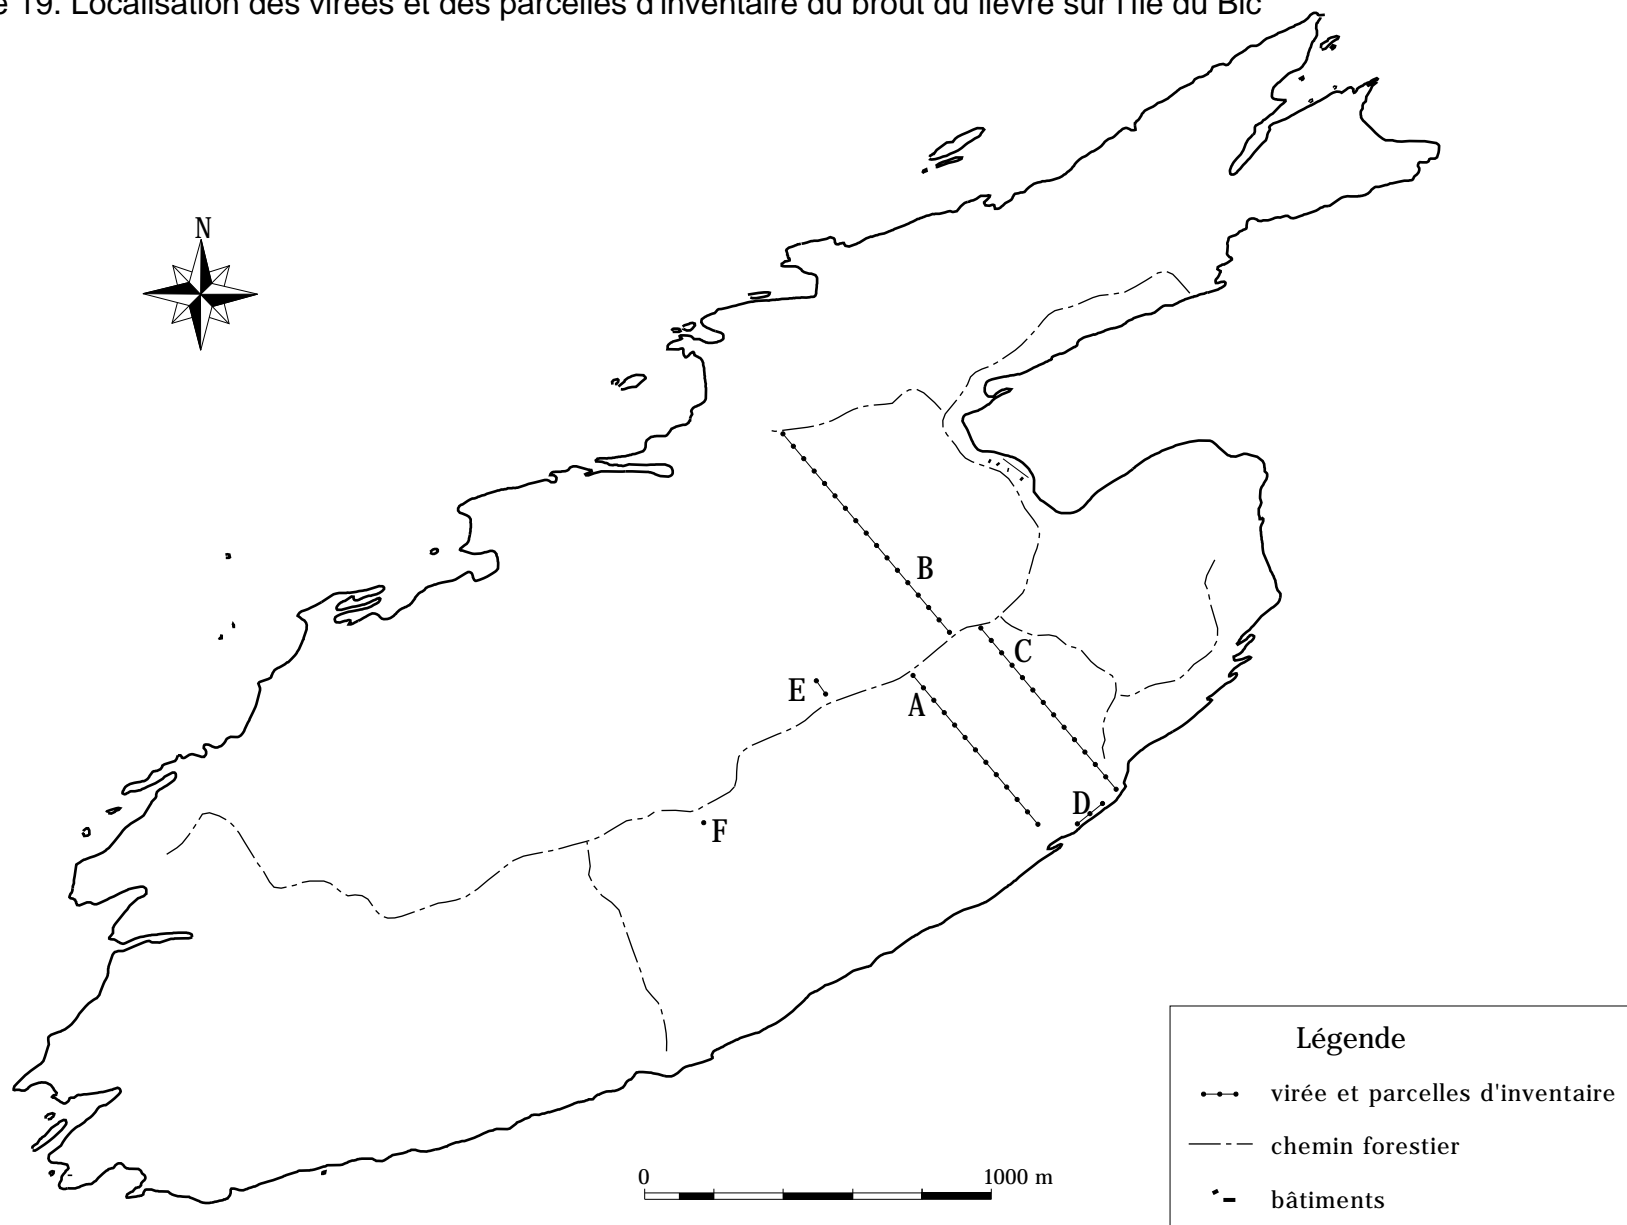 e 19. Localisation des virées et des parcelles d'inventaire du brout du lièvre sur l'île du Bic
N
B
C
E
A
D
F
Légende
virée et parcelles d'inventaire
chemin forestier
bâtiments
0 1000 m